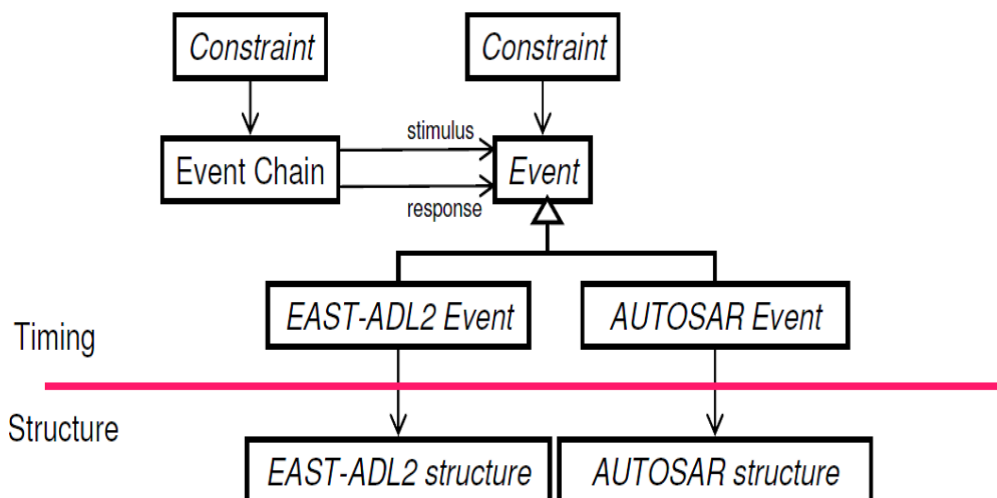 Constraint
Constraint
stimulus
Event Chain
Event
response
EAST-ADL2 Event
AUTOSAR Event
Timing
Structure
EAST-ADL2 structure
AUTOSAR structure